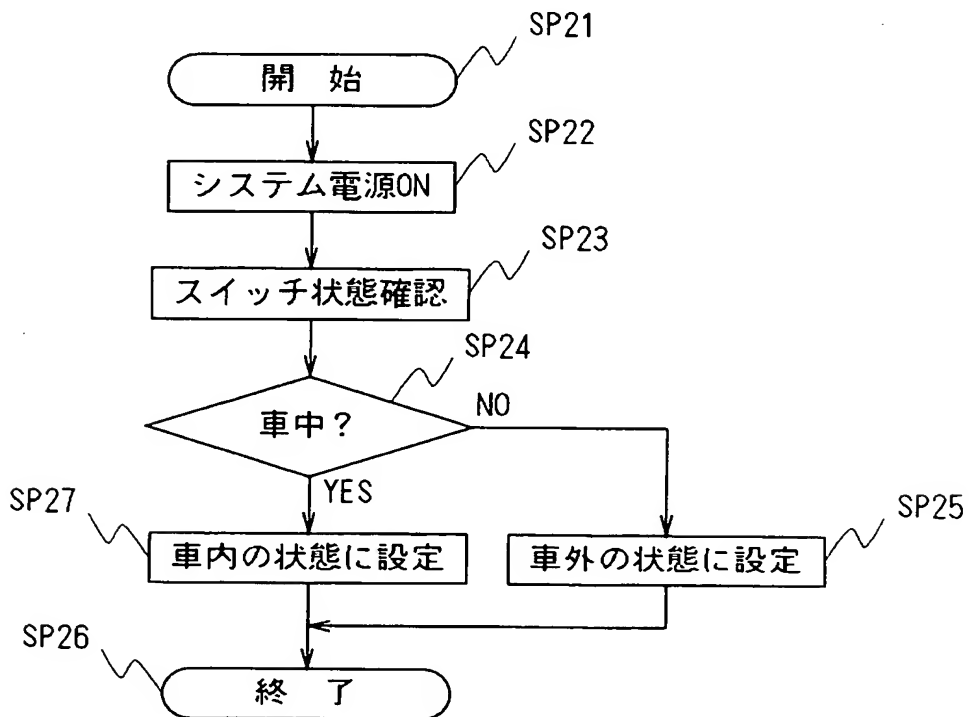 SP21
開 始
SP22
システム電源ON
SP23
スイッチ状態確認
SP24
車中?
NO
YES
SP27
車内の状態に設定
SP25
車外の状態に設定
SP26
終 了